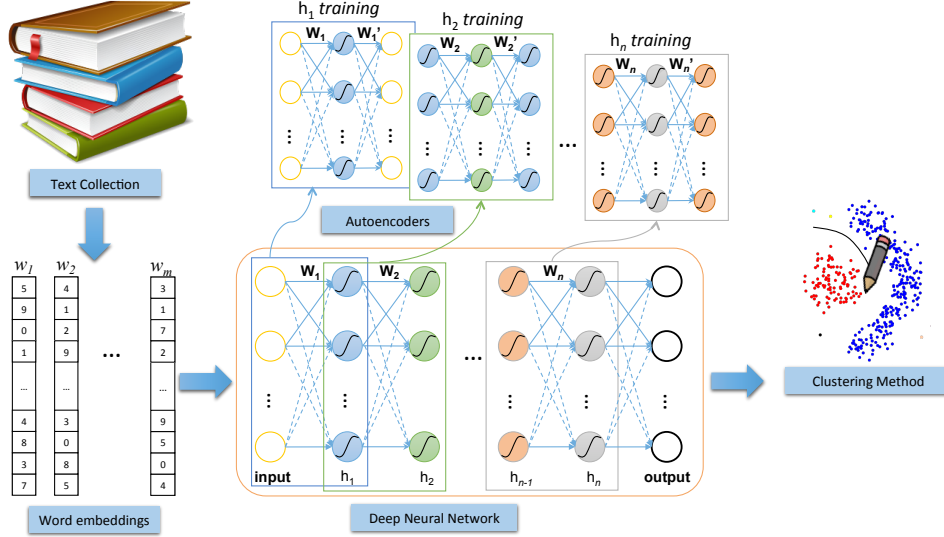 h1 training
W1 W1'
h2 training
W2 W2'
hn training
Wn Wn'
...
Text Collection
Autoencoders
w1 w2 wm
5 4 3
9 1 1
0 2 7
1 9 2
... ... ...
4 3 9
8 0 5
3 8 0
7 5 4
...
Word embeddings
W1 W2 Wn
...
input h1 h2 hn-1 hn output
Deep Neural Network
Clustering Method